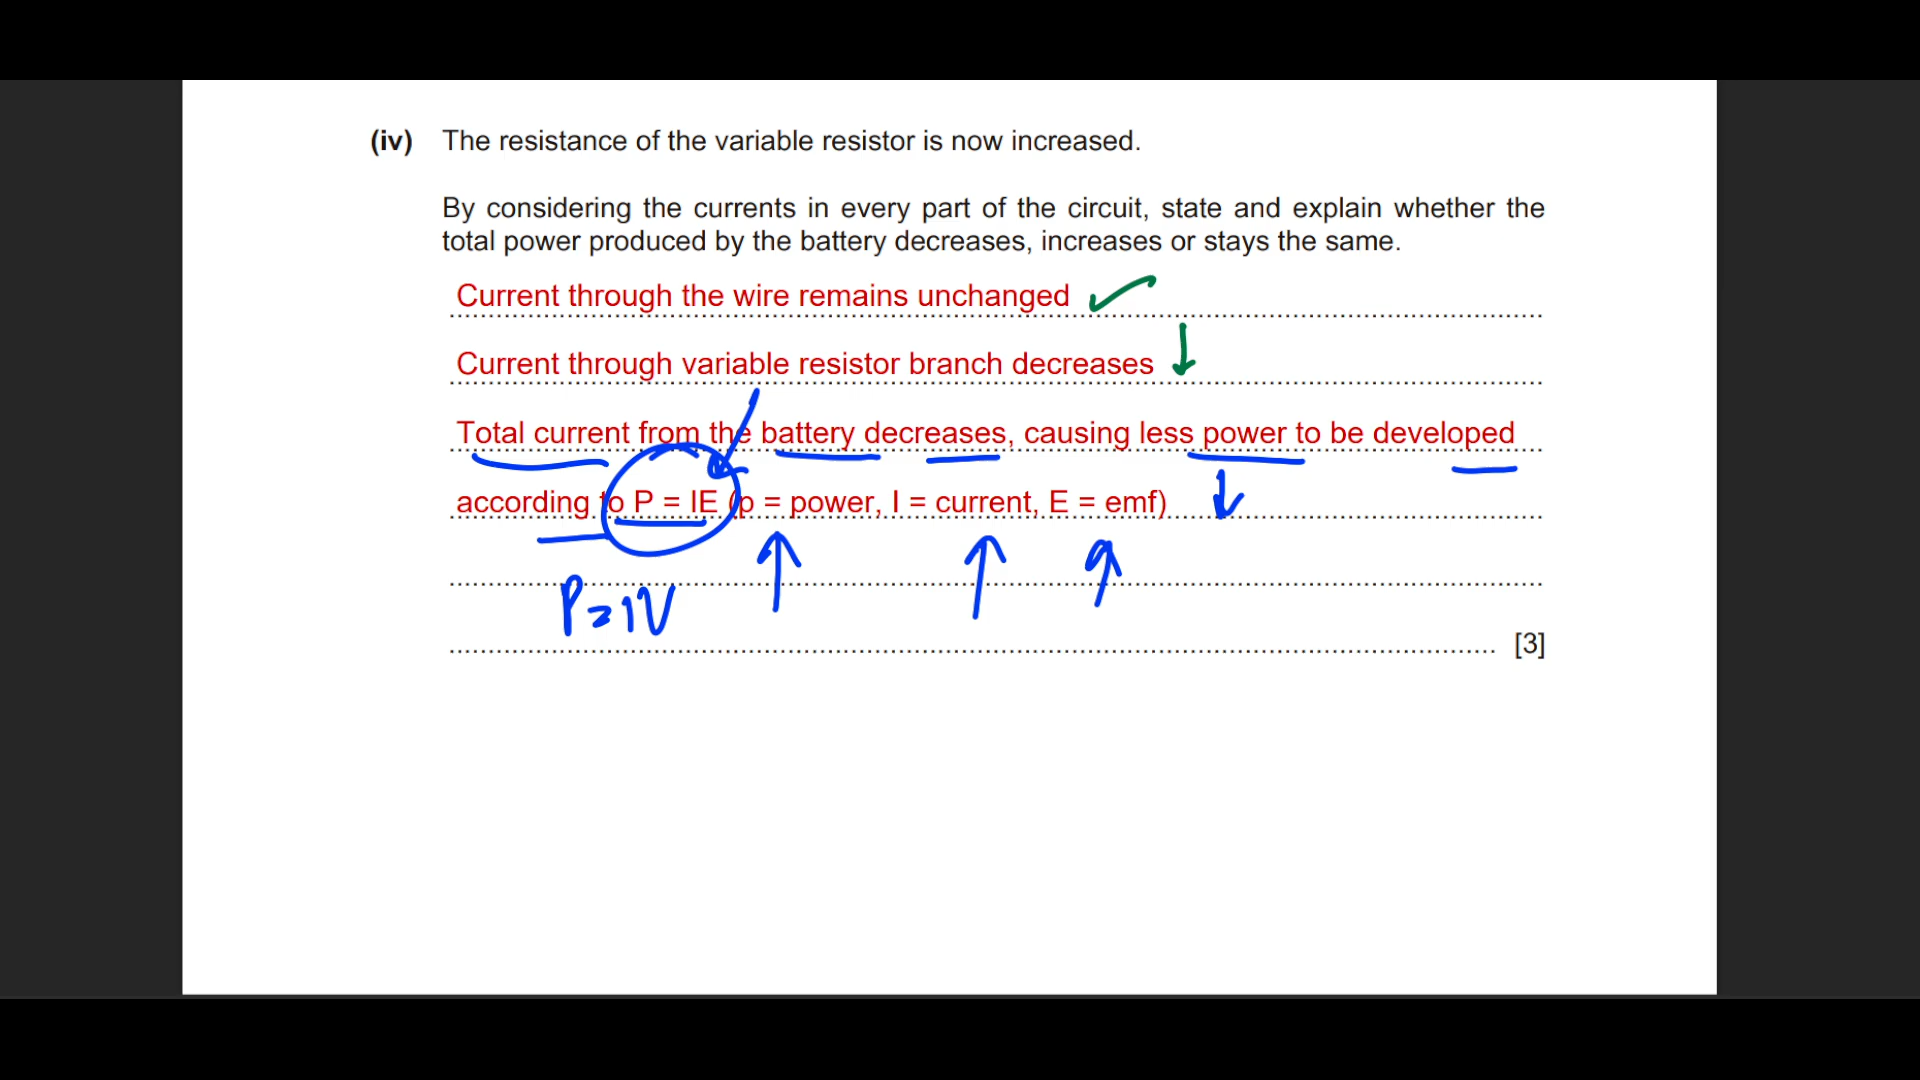 (iv) The resistance of the variable resistor is now increased.
By considering the currents in every part of the circuit, state and explain whether the
total power produced by the battery decreases, increases or stays the same.
Current through the wire remains unchanged
Current through variable resistor branch decreases
Total current from the battery decreases, causing less power to be developed
according to P = IE (p = power, I = current, E = emf)
P = IV
[3]